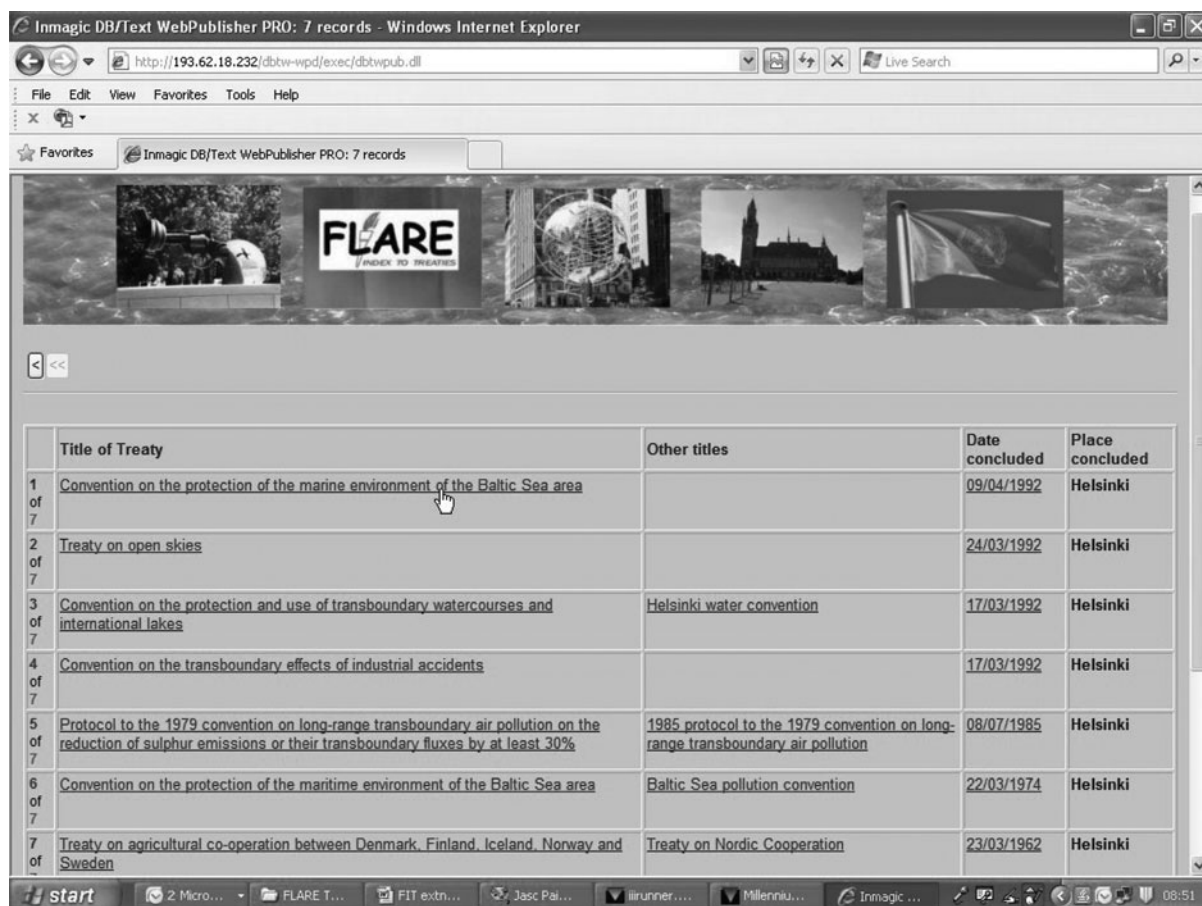 Inmagic DB/Text WebPublisher PRO: 7 records - Windows Internet Explorer
http://193.62.18.232/dbtw-wpd/exec/dbtwpub.dll
Live Search
File Edit View Favorites Tools Help
Favorites
Inmagic DB/Text WebPublisher PRO: 7 records
FLARE
INDEX TO TREATIES
< <<
Title of Treaty Other titles Date concluded Place concluded
1 of 7 Convention on the protection of the marine environment of the Baltic Sea area 09/04/1992 Helsinki
2 of 7 Treaty on open skies 24/03/1992 Helsinki
3 of 7 Convention on the protection and use of transboundary watercourses and international lakes Helsinki water convention 17/03/1992 Helsinki
4 of 7 Convention on the transboundary effects of industrial accidents 17/03/1992 Helsinki
5 of 7 Protocol to the 1979 convention on long-range transboundary air pollution on the reduction of sulphur emissions or their transboundary fluxes by at least 30% 1985 protocol to the 1979 convention on long-range transboundary air pollution 08/07/1985 Helsinki
6 of 7 Convention on the protection of the maritime environment of the Baltic Sea area Baltic Sea pollution convention 22/03/1974 Helsinki
7 of Treaty on agricultural co-operation between Denmark, Finland, Iceland, Norway and Sweden Treaty on Nordic Cooperation 23/03/1962 Helsinki
start 2 Micro... FLARE T... FIT extn... Jasc Pai... iiirunner.... Millenniu... Inmagic ... 08:51